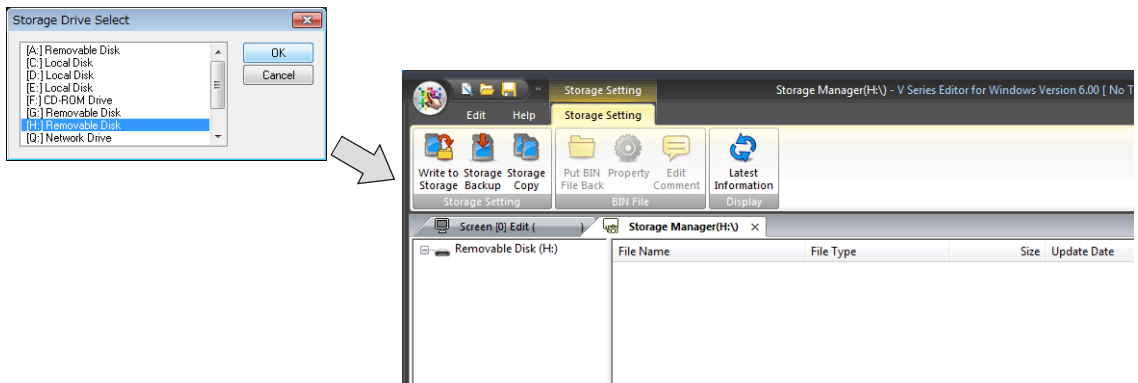 Storage Drive Select
[A:] Removable Disk
[C:] Local Disk
[D:] Local Disk
[E:] Local Disk
[F:] CD-ROM Drive
[G:] Removable Disk
[H:] Removable Disk
[Q:] Network Drive
OK
Cancel
Storage Setting
Storage Manager(H:\) - V Series Editor for Windows Version 6.00 [ No T
Edit Help Storage Setting
Write to Storage
Storage Backup
Storage Copy
Put BIN File Back
Property
Edit Comment
Latest Information
Storage Setting
BIN File
Display
Screen [0] Edit ( )
Storage Manager(H:\)
Removable Disk (H:)
File Name File Type Size Update Date